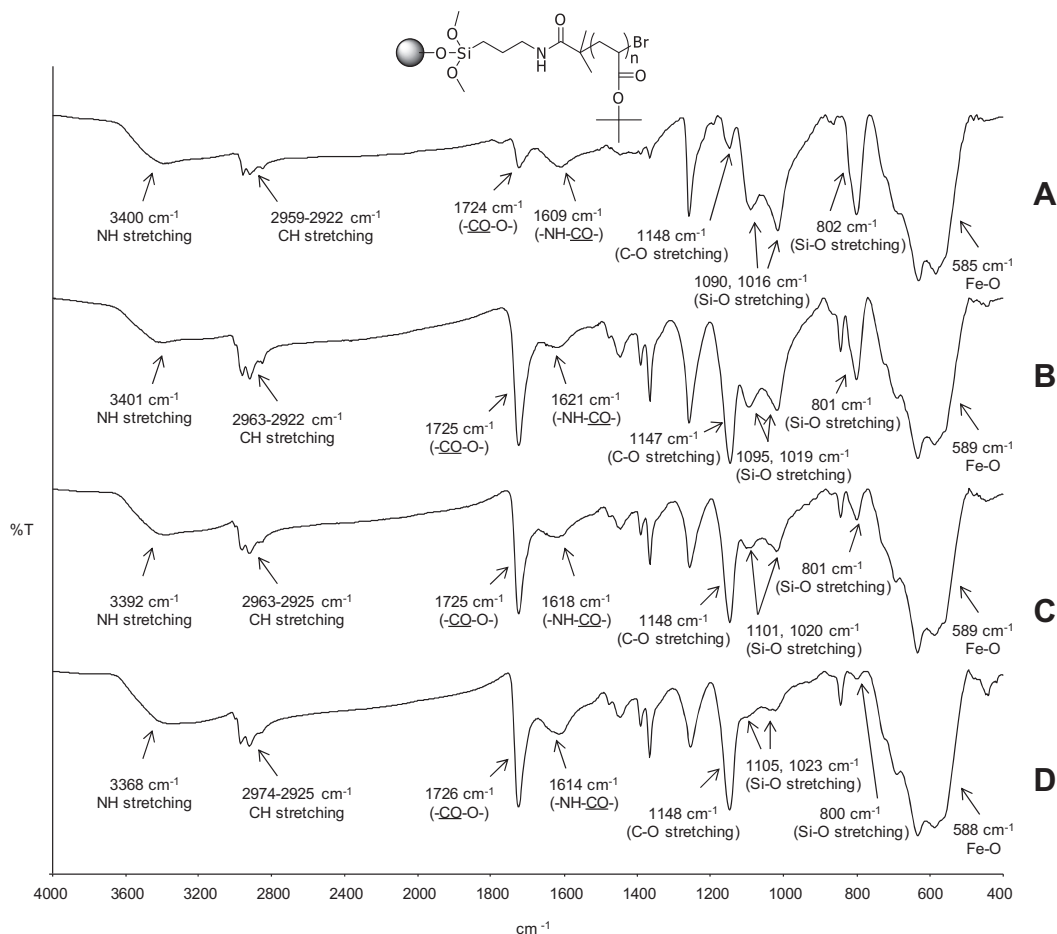 O
O
Br
O
Si
N
H
n
O
O
O
O
3400 cm⁻¹
NH stretching
2959-2922 cm⁻¹
CH stretching
1724 cm⁻¹
(-CO-O-)
1609 cm⁻¹
(-NH-CO-)
1148 cm⁻¹
(C-O stretching)
1090, 1016 cm⁻¹
(Si-O stretching)
802 cm⁻¹
(Si-O stretching)
585 cm⁻¹
Fe-O
A
3401 cm⁻¹
NH stretching
2963-2922 cm⁻¹
CH stretching
1725 cm⁻¹
(-CO-O-)
1621 cm⁻¹
(-NH-CO-)
1147 cm⁻¹
(C-O stretching)
1095, 1019 cm⁻¹
(Si-O stretching)
801 cm⁻¹
(Si-O stretching)
589 cm⁻¹
Fe-O
B
%T
3392 cm⁻¹
NH stretching
2963-2925 cm⁻¹
CH stretching
1725 cm⁻¹
(-CO-O-)
1618 cm⁻¹
(-NH-CO-)
1148 cm⁻¹
(C-O stretching)
1101, 1020 cm⁻¹
(Si-O stretching)
801 cm⁻¹
(Si-O stretching)
589 cm⁻¹
Fe-O
C
3368 cm⁻¹
NH stretching
2974-2925 cm⁻¹
CH stretching
1726 cm⁻¹
(-CO-O-)
1614 cm⁻¹
(-NH-CO-)
1148 cm⁻¹
(C-O stretching)
1105, 1023 cm⁻¹
(Si-O stretching)
800 cm⁻¹
(Si-O stretching)
588 cm⁻¹
Fe-O
D
4000 3600 3200 2800 2400 2000 1800 1600 1400 1200 1000 800 600 400
cm ⁻¹